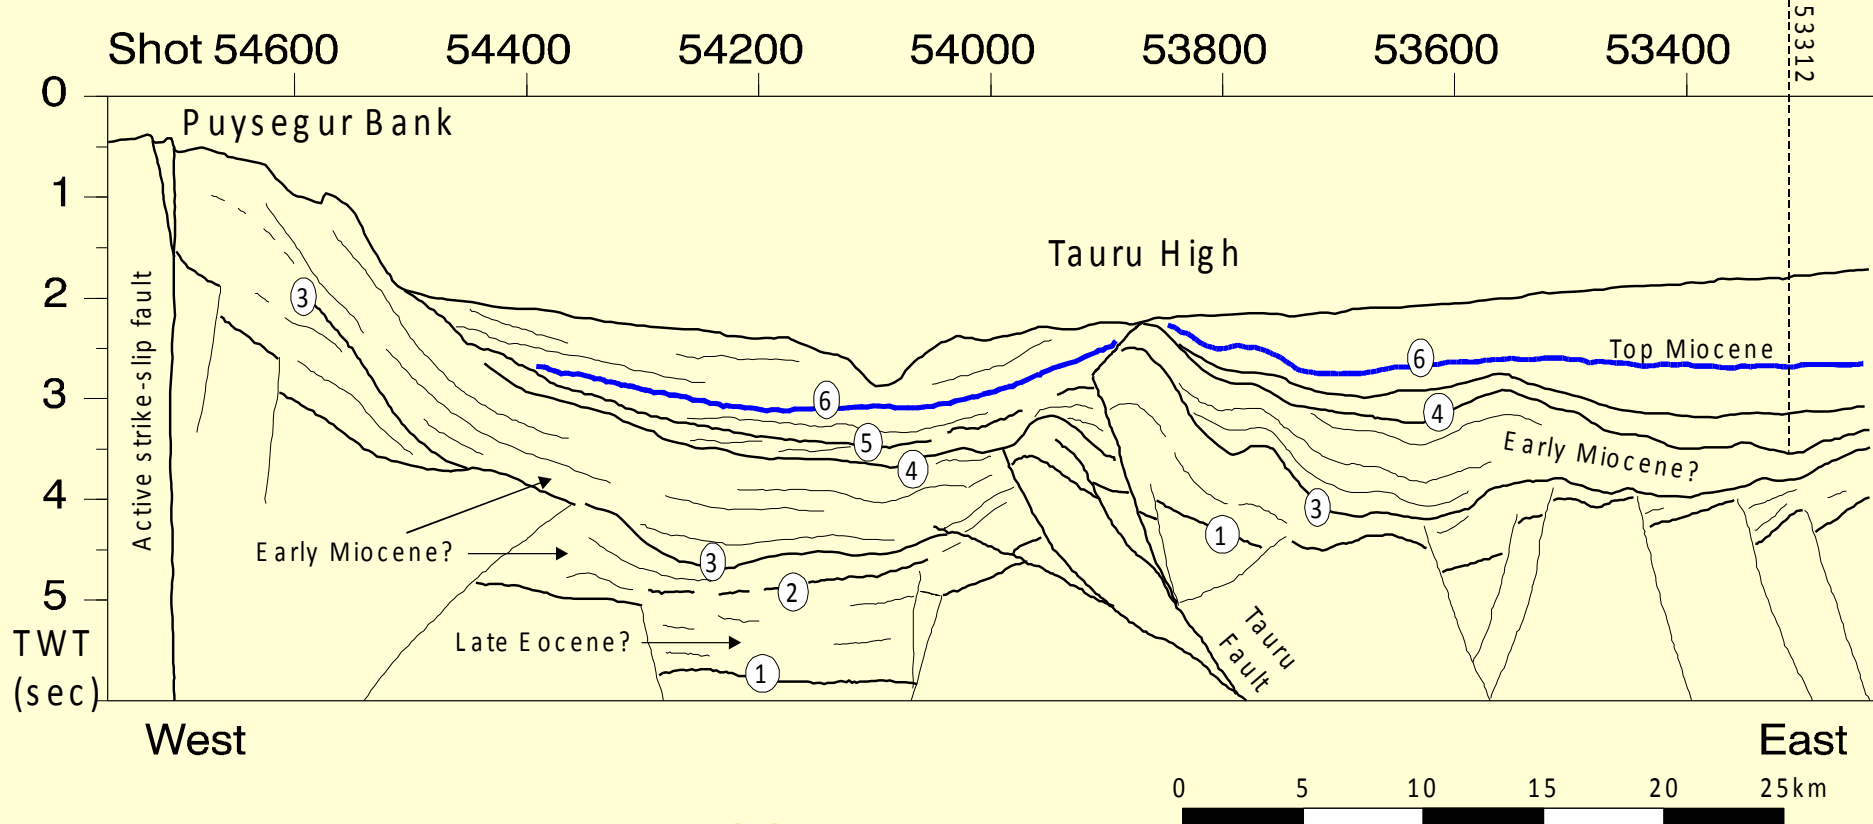 Shot 54600 54400 54200 54000 53800 53600 53400
53312
0
Puysegur Bank
1
Tauru High
2
3
Top Miocene
6
6
3
4
5
4
Early Miocene?
Active strike-slip fault
4
3
1
Early Miocene?
3
5
2
Late Eocene?
Tauru
Fault
TWT
(sec)
1
West
East
0 5 10 15 20 25km